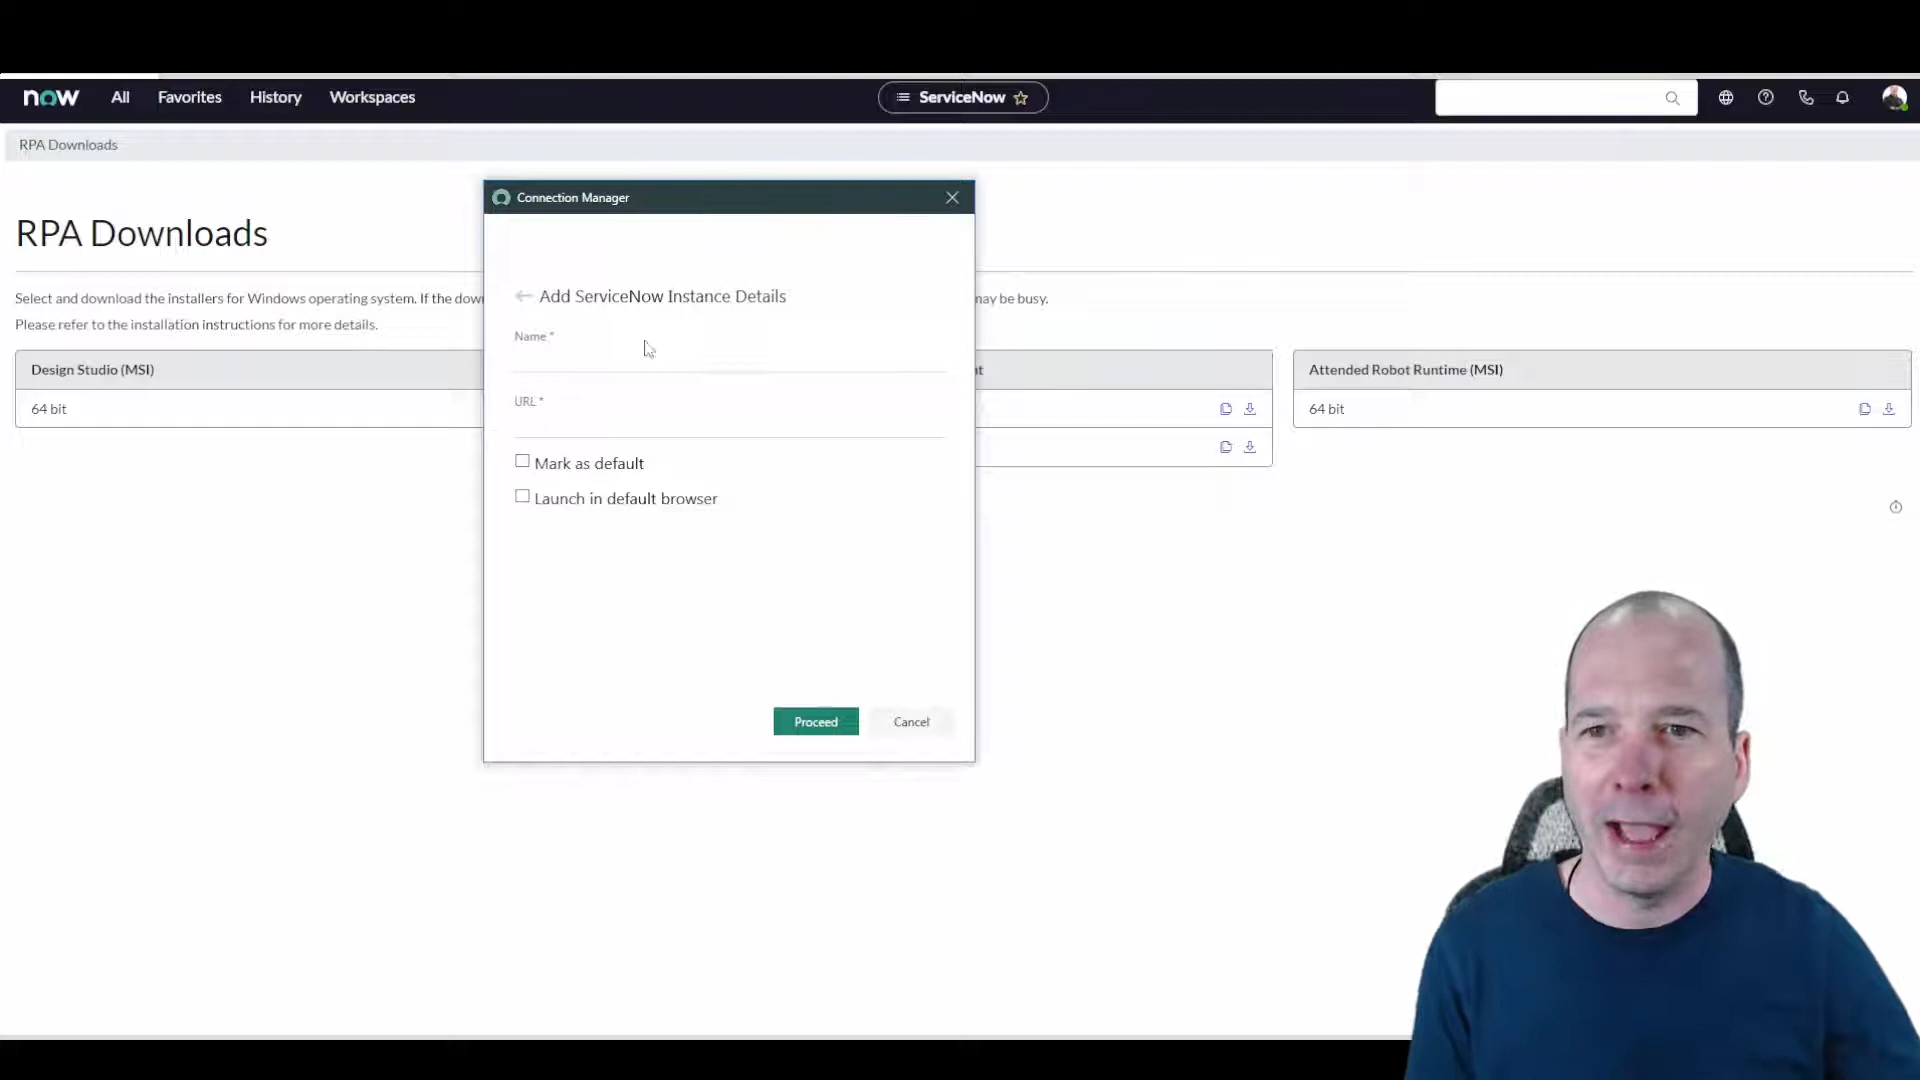 now All Favorites History Workspaces ServiceNow
RPA Downloads
Connection Manager
RPA Downloads
Add ServiceNow Instance Details
Select and download the installers for Windows operating system. If the dow may be busy.
Please refer to the installation instructions for more details.
Name *
Design Studio (MSI) Attended Robot Runtime (MSI)
URL *
64 bit 64 bit
Mark as default
Launch in default browser
Proceed Cancel